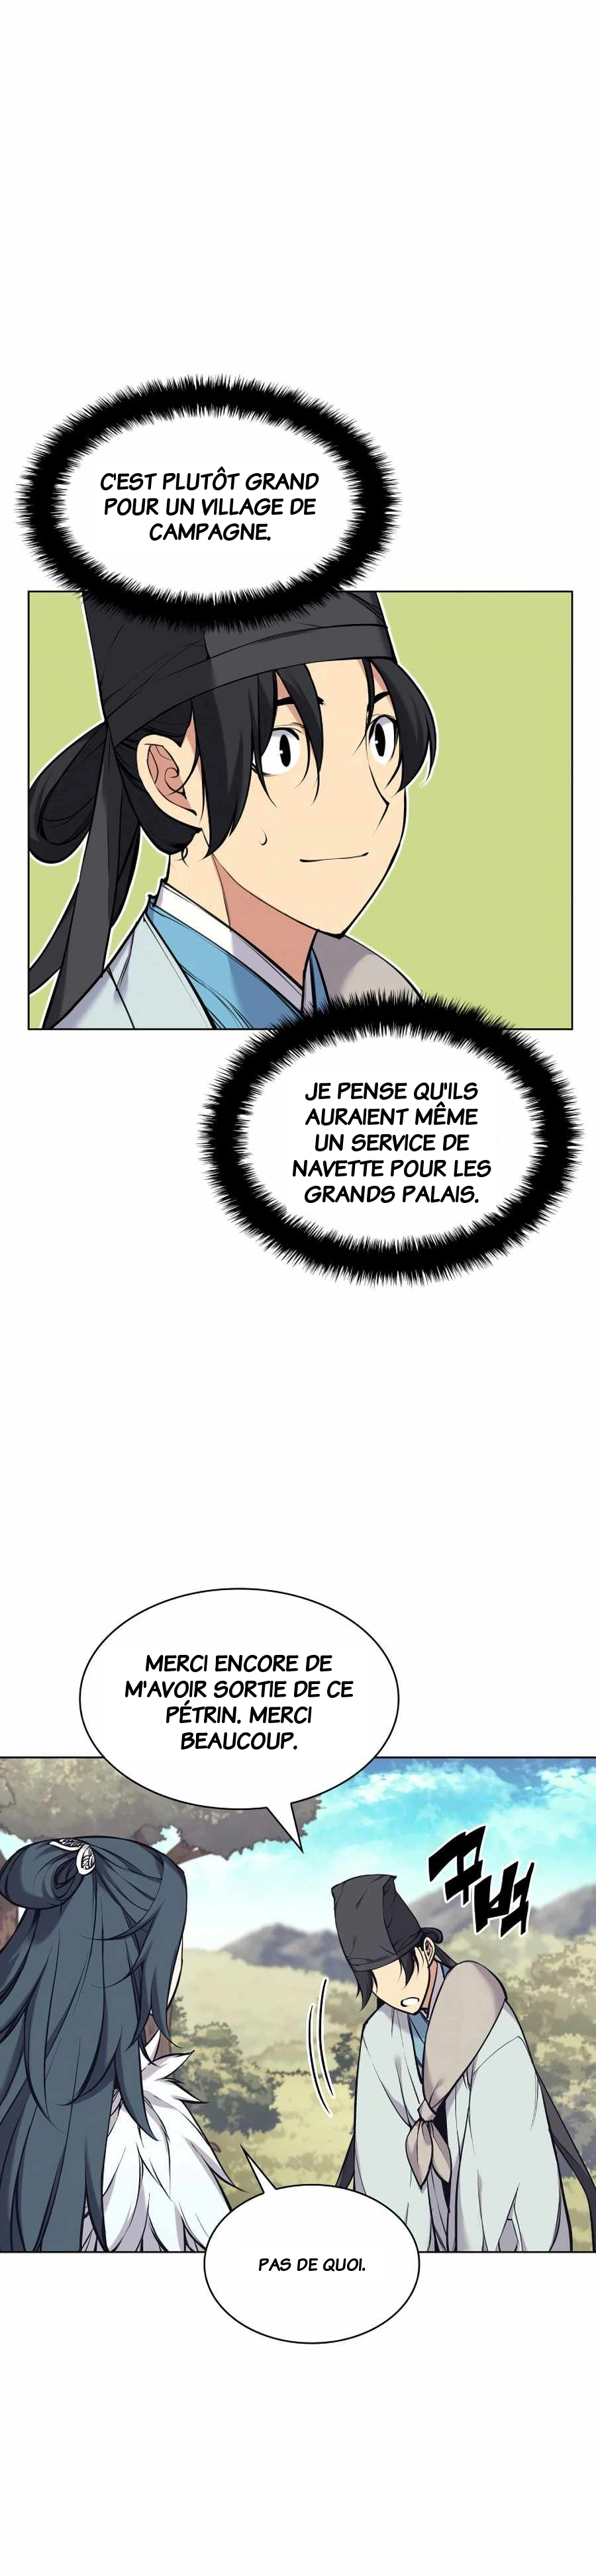 C'EST PLUTÔT GRAND
POUR UN VILLAGE DE
CAMPAGNE.
JE PENSE QU'ILS
AURAIENT MÊME
UN SERVICE DE
NAVETTE POUR LES
GRANDS PALAIS.
MERCI ENCORE DE
M'AVOIR SORTIE DE CE
PÉTRIN. MERCI
BEAUCOUP.
꾸벅
PAS DE QUOI.